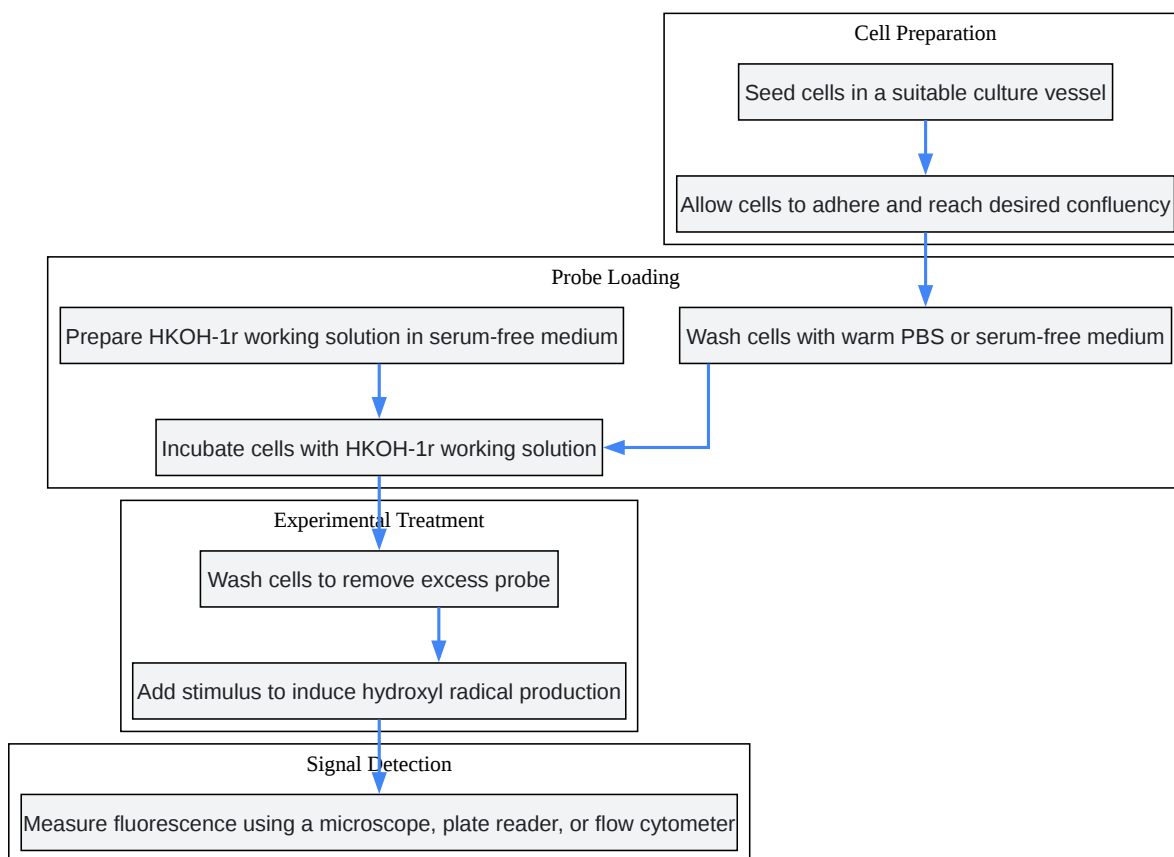 Cell Preparation
Seed cells in a suitable culture vessel
Allow cells to adhere and reach desired confluency
Probe Loading
Prepare HKOH-1r working solution in serum-free medium
Wash cells with warm PBS or serum-free medium
Incubate cells with HKOH-1r working solution
Experimental Treatment
Wash cells to remove excess probe
Add stimulus to induce hydroxyl radical production
Signal Detection
Measure fluorescence using a microscope, plate reader, or flow cytometer